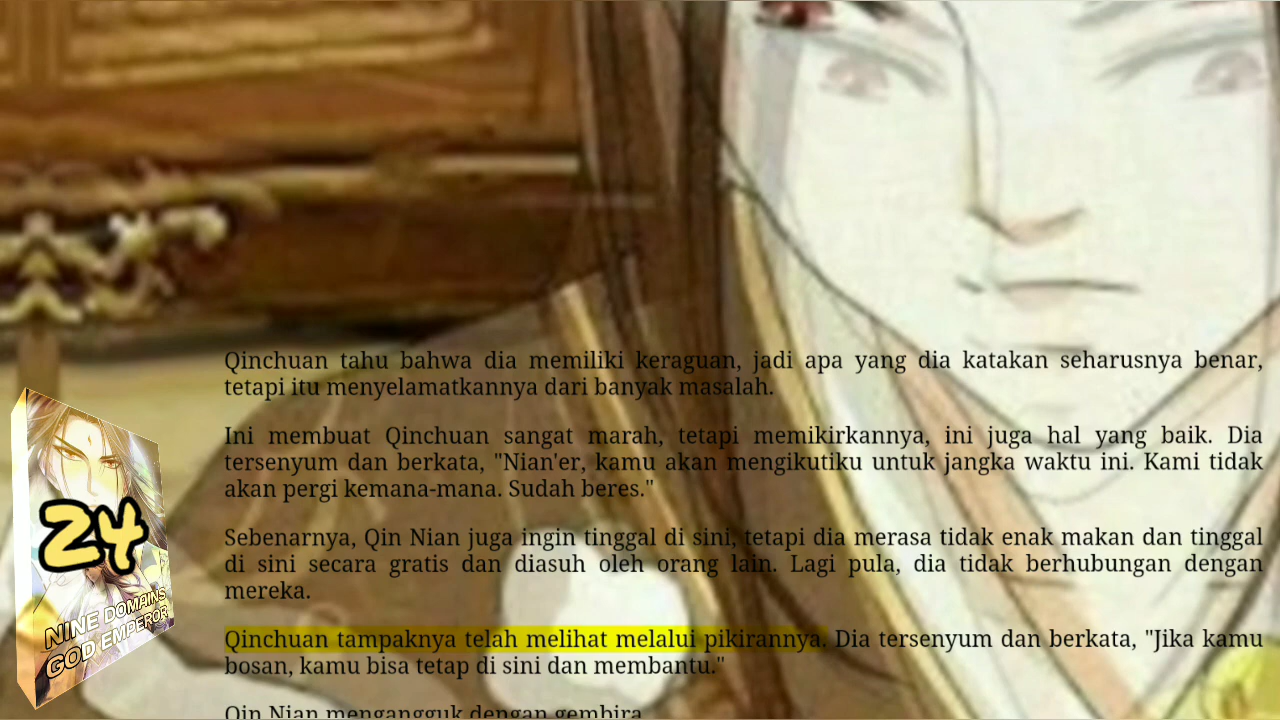 Qinchuan tahu bahwa dia memiliki keraguan, jadi apa yang dia katakan seharusnya benar,
tetapi itu menyelamatkannya dari banyak masalah.
Ini membuat Qinchuan sangat marah, tetapi memikirkannya, ini juga hal yang baik. Dia
tersenyum dan berkata, "Nian'er, kamu akan mengikutiku untuk jangka waktu ini. Kami tidak
akan pergi kemana-mana. Sudah beres."
Sebenarnya, Qin Nian juga ingin tinggal di sini, tetapi dia merasa tidak enak makan dan tinggal
di sini secara gratis dan diasuh oleh orang lain. Lagi pula, dia tidak berhubungan dengan
mereka.
Qinchuan tampaknya telah melihat melalui pikirannya. Dia tersenyum dan berkata, "Jika kamu
bosan, kamu bisa tetap di sini dan membantu."
Qin Nian mengangguk dengan gembira.
24
NINE DOMAINS
GOD EMPEROR